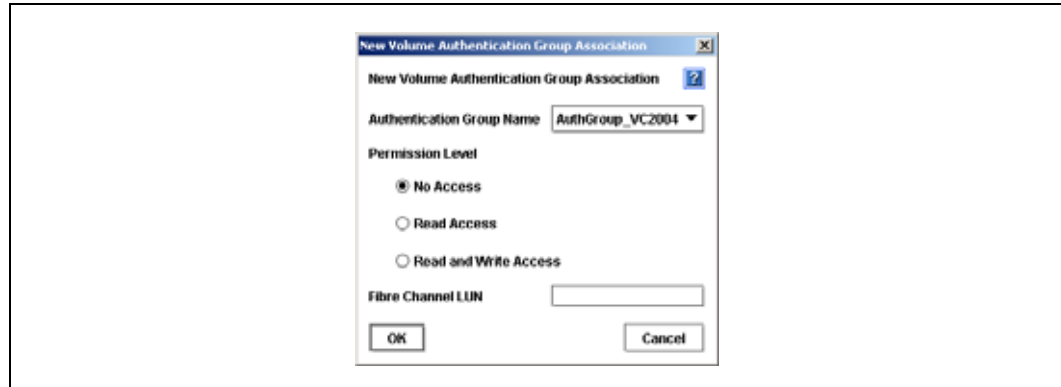 New Volume Authentication Group Association
New Volume Authentication Group Association
Authentication Group Name AuthGroup_VC2004
Permission Level
No Access
Read Access
Read and Write Access
Fibre Channel LUN
OK Cancel